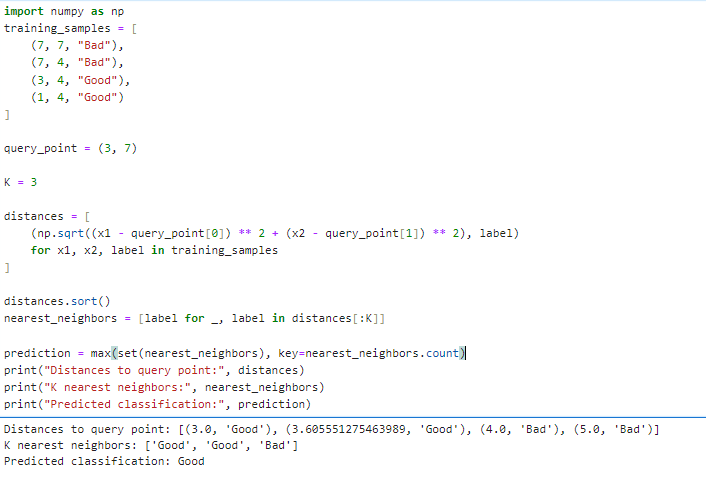 import numpy as np
training_samples = [
    (7, 7, "Bad"),
    (7, 4, "Bad"),
    (3, 4, "Good"),
    (1, 4, "Good")
]

query_point = (3, 7)

K = 3

distances = [
    (np.sqrt((x1 - query_point[0]) ** 2 + (x2 - query_point[1]) ** 2), label)
    for x1, x2, label in training_samples
]

distances.sort()
nearest_neighbors = [label for _, label in distances[:K]]

prediction = max(set(nearest_neighbors), key=nearest_neighbors.count)
print("Distances to query point:", distances)
print("K nearest neighbors:", nearest_neighbors)
print("Predicted classification:", prediction)
Distances to query point: [(3.0, 'Good'), (3.605551275463989, 'Good'), (4.0, 'Bad'), (5.0, 'Bad')]
K nearest neighbors: ['Good', 'Good', 'Bad']
Predicted classification: Good